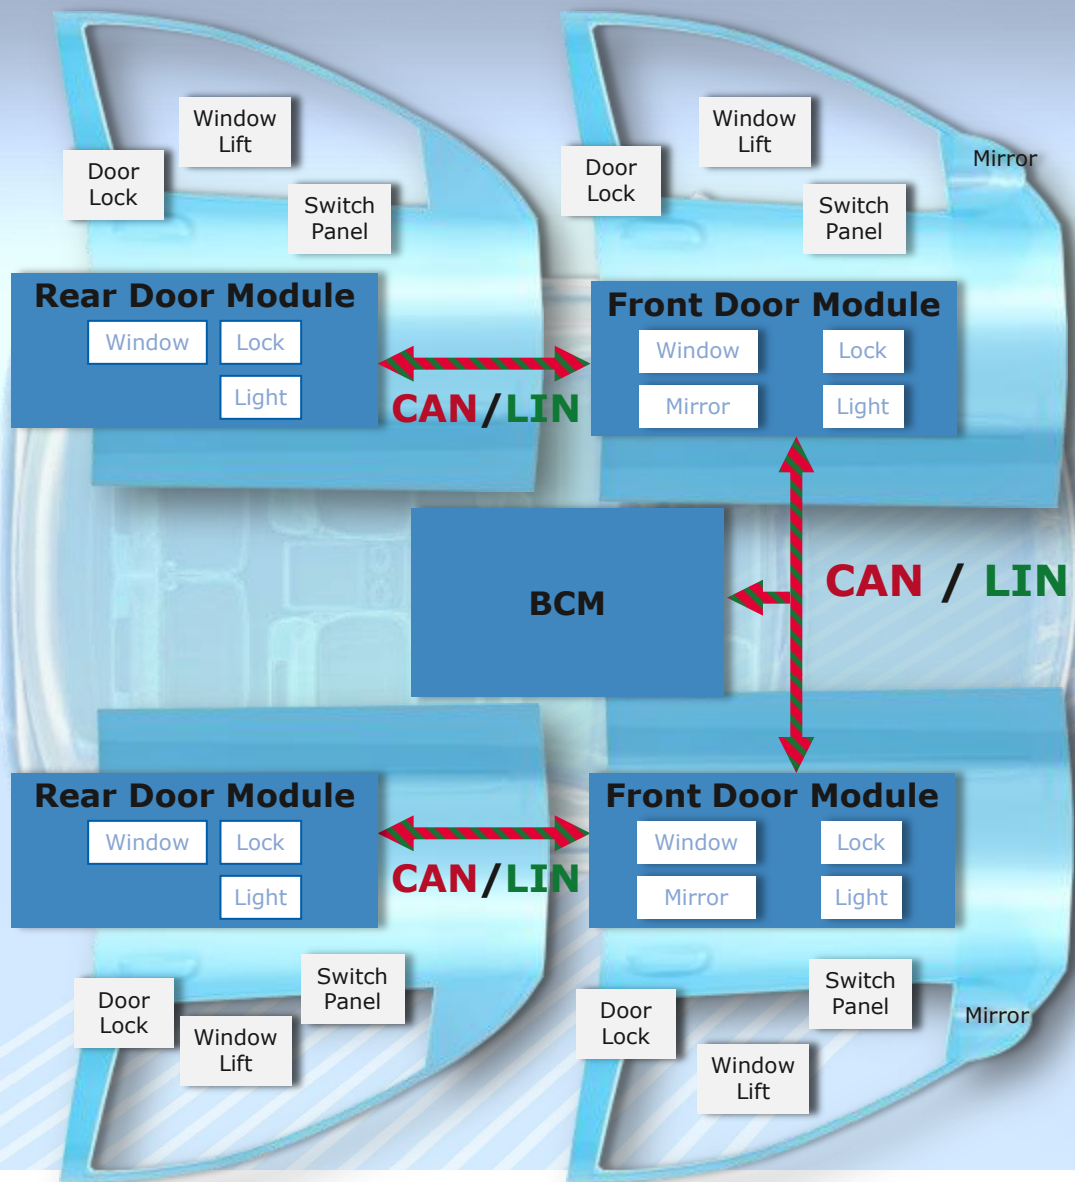 Window
Lift
Door
Lock
Switch
Panel
Window
Lift
Door
Lock
Switch
Panel
Mirror
Rear Door Module
Window
Lock
Light
CAN/LIN
Front Door Module
Window
Lock
Mirror
Light
BCM
CAN / LIN
Rear Door Module
Window
Lock
Light
CAN/LIN
Front Door Module
Window
Lock
Mirror
Light
Door
Lock
Window
Lift
Switch
Panel
Door
Lock
Window
Lift
Switch
Panel
Mirror